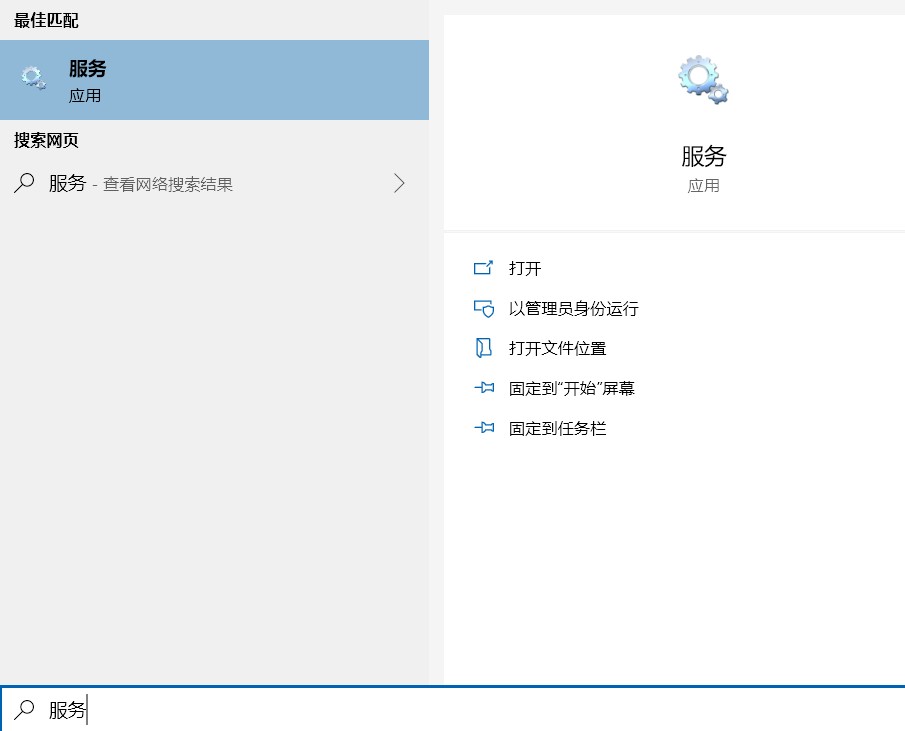 最佳匹配
服务
应用
搜索网页
服务 - 查看网络搜索结果
服务
应用
打开
以管理员身份运行
打开文件位置
固定到“开始”屏幕
固定到任务栏
服务